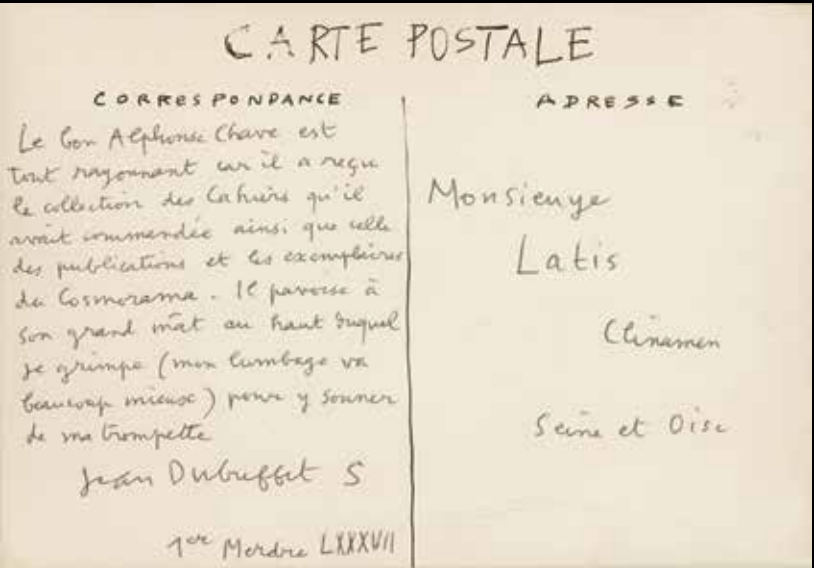 CARTE POSTALE
CORRESPONDANCE
Le bon Alphonse Chave est
tout rayonnant car il a reçu
la collection des Cahiers qu'il
avait commandée ainsi que celle
des publications et les exemplaires
du Cosmorama. Il pavoise à
son grand mât au haut duquel
je grimpe (mon lumbago va
beaucoup mieux) pour y sonner
de ma trompette
Jean Dubuffet S
1er Merdre LXXXVII
ADRESSE
Monsieuye
Latis
Clinamen
Seine et Oise